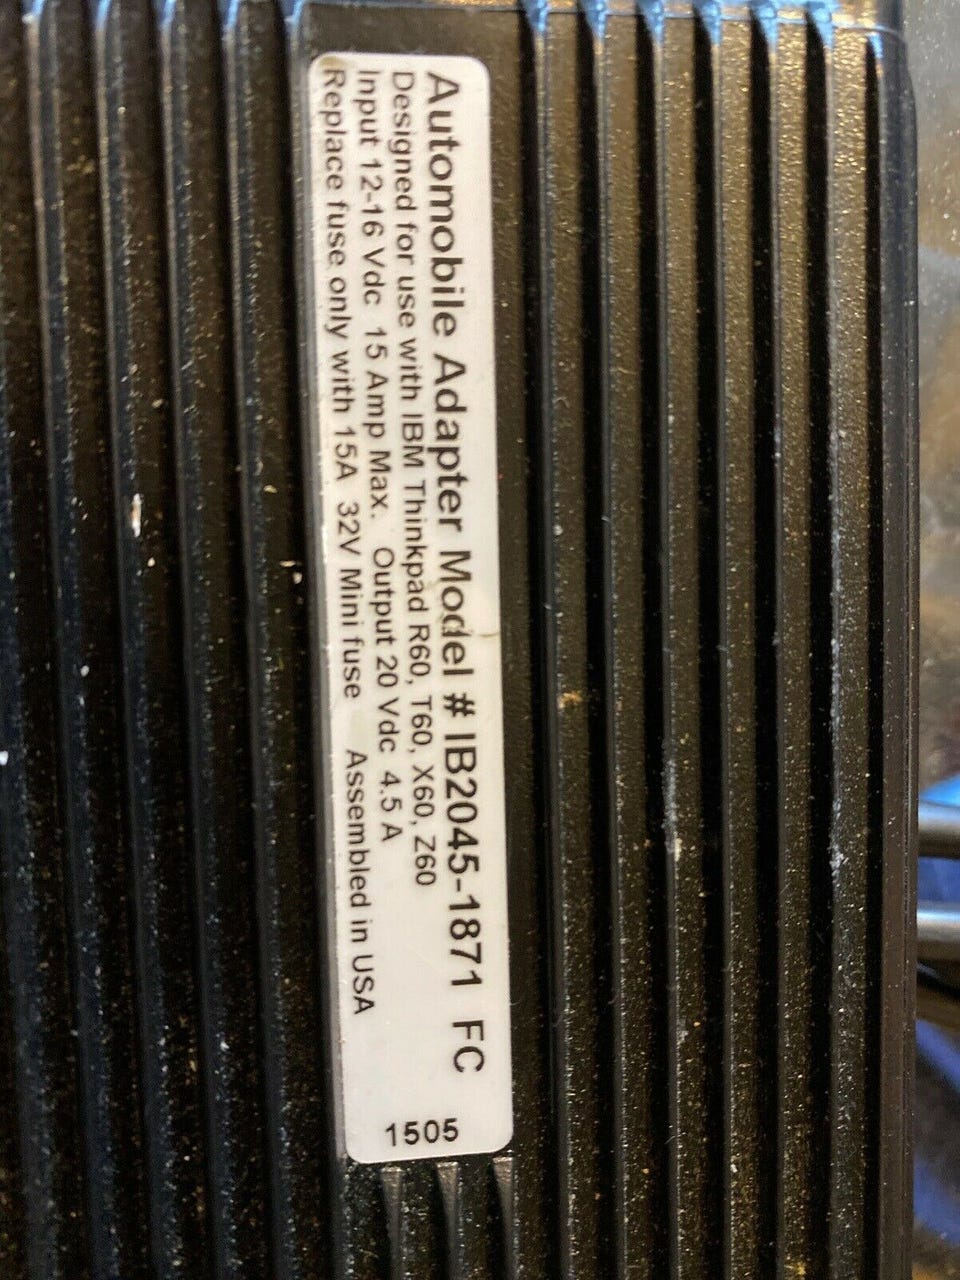 Automobile Adapter Model # IB2045-1871 FC
Designed for use with IBM Thinkpad R60, T60, X60, Z60
Input 12-16 Vdc 15 Amp Max. Output 20 Vdc 4.5 A
Replace fuse only with 15A 32V Mini fuse Assembled in USA
1505